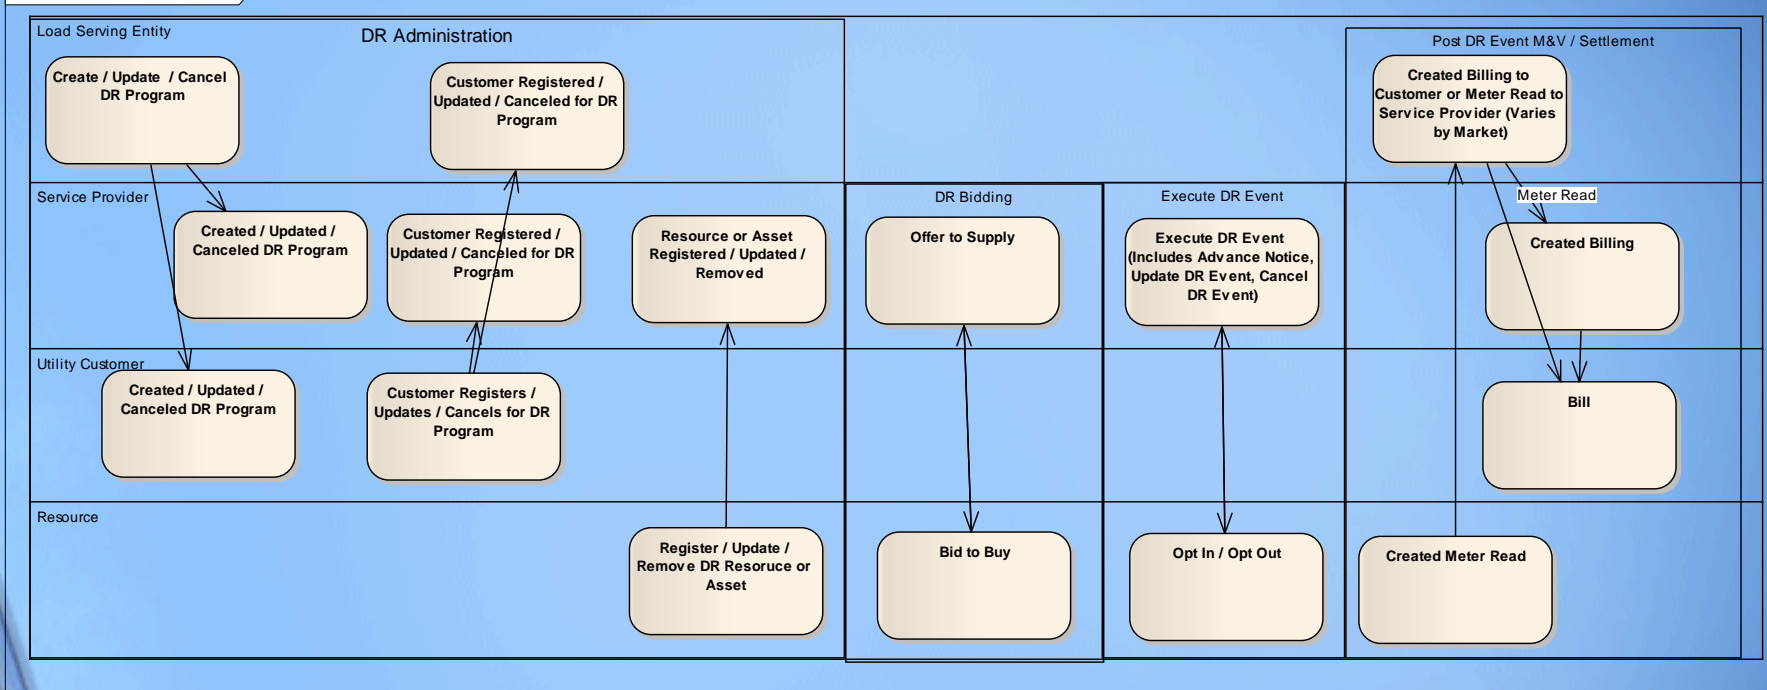 Load Serving Entity
DR Administration
Post DR Event M&V / Settlement
Create / Update / Cancel
DR Program
Customer Registered /
Updated / Canceled for DR
Program
Created Billing to
Customer or Meter Read to
Service Provider (Varies
by Market)
Service Provider
DR Bidding
Execute DR Event
Meter Read
Created / Updated /
Canceled DR Program
Customer Registered /
Updated / Canceled for DR
Program
Resource or Asset
Registered / Updated /
Removed
Offer to Supply
Execute DR Event
(Includes Advance Notice,
Update DR Event, Cancel
DR Event)
Created Billing
Utility Customer
Created / Updated /
Canceled DR Program
Customer Registers /
Updates / Cancels for DR
Program
Bill
Resource
Register / Update /
Remove DR Resoruce or
Asset
Bid to Buy
Opt In / Opt Out
Created Meter Read